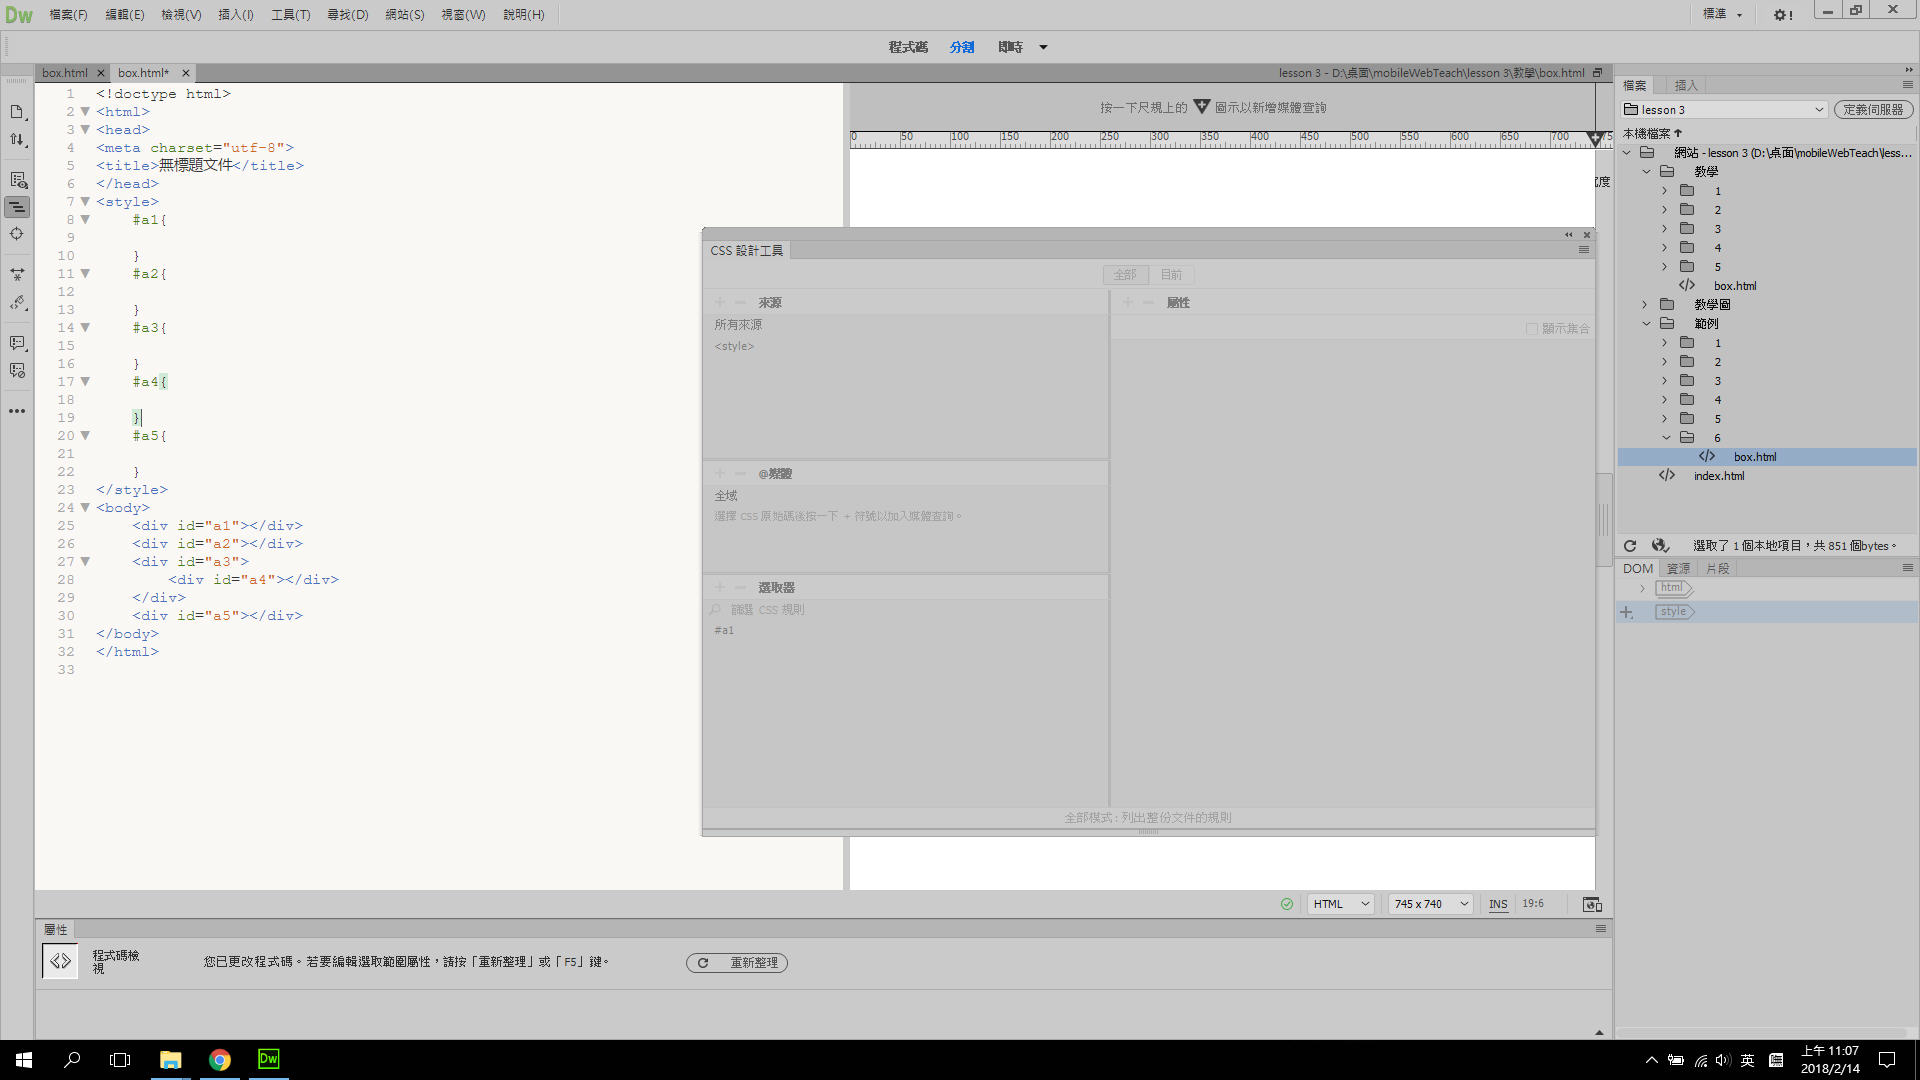 Dw 檔案(F) 編輯(E) 檢視(V) 插入(I) 工具(T) 尋找(D) 網站(S) 視窗(W) 說明(H) 標準 !
程式碼 分割 即時
box.html box.html* lesson 3 - D:\桌面\mobileWebTeach\lesson 3\教學\box.html
1 <!doctype html>
2 <html>
3 <head>
4 <meta charset="utf-8">
5 <title>無標題文件</title>
6 </head>
7 <style>
8 #a1{
9
10 }
11 #a2{
12
13 }
14 #a3{
15
16 }
17 #a4{
18
19 }
20 #a5{
21
22 }
23 </style>
24 <body>
25 <div id="a1"></div>
26 <div id="a2"></div>
27 <div id="a3">
28 <div id="a4"></div>
29 </div>
30 <div id="a5"></div>
31 </body>
32 </html>
33
按一下尺規上的 圖示以新增媒體查詢
0 50 100 150 200 250 300 350 400 450 500 550 600 650 700 75
度
CSS 設計工具
全部 目前
來源
所有來源
<style>
@媒體
全域
選擇 CSS 原始碼後按一下 + 符號以加入媒體查詢。
選取器
篩選 CSS 規則
#a1
屬性
顯示集合
全部模式 : 列出整份文件的規則
HTML 745 x 740 INS 19:6
屬性
程式碼檢視
您已更改程式碼。若要編輯選取範圍屬性，請按「重新整理」或「F5」鍵。
重新整理
檔案 插入
lesson 3 定義伺服器
本機檔案
網站 - lesson 3 (D:\桌面\mobileWebTeach\less...
教學
1
2
3
4
5
box.html
教學圖
範例
1
2
3
4
5
6
box.html
index.html
選取了 1 個本地項目，共 851 個bytes。
DOM 資源 片段
html
style
Dw
英
上午 11:07
2018/2/14